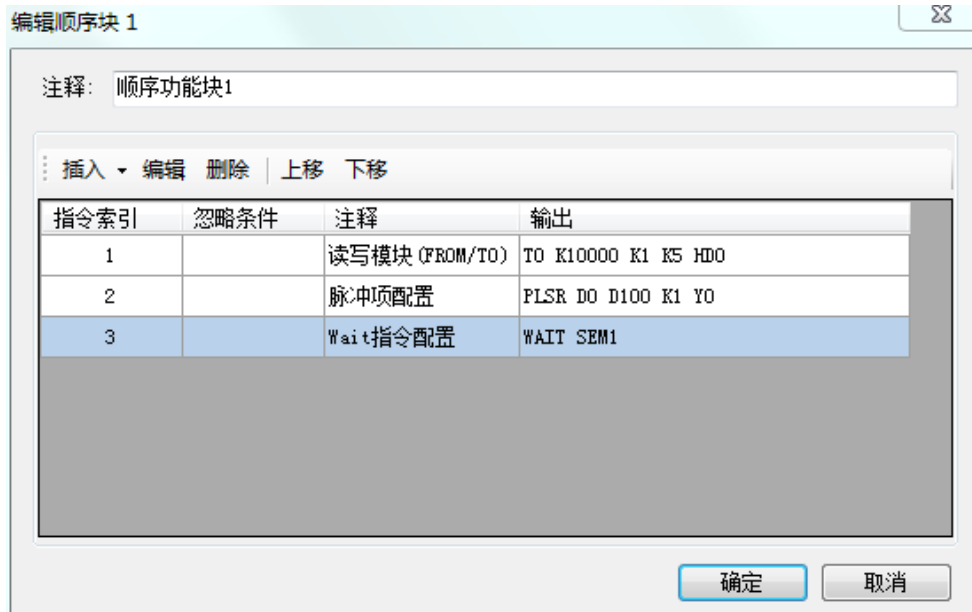 编辑顺序块 1
注释: 顺序功能块1
插入 编辑 删除 上移 下移
指令索引 忽略条件 注释 输出
1 读写模块(FROM/TO) TO K10000 K1 K5 HD0
2 脉冲项配置 PLSR D0 D100 K1 Y0
3 Wait指令配置 WAIT SEM1
确定 取消